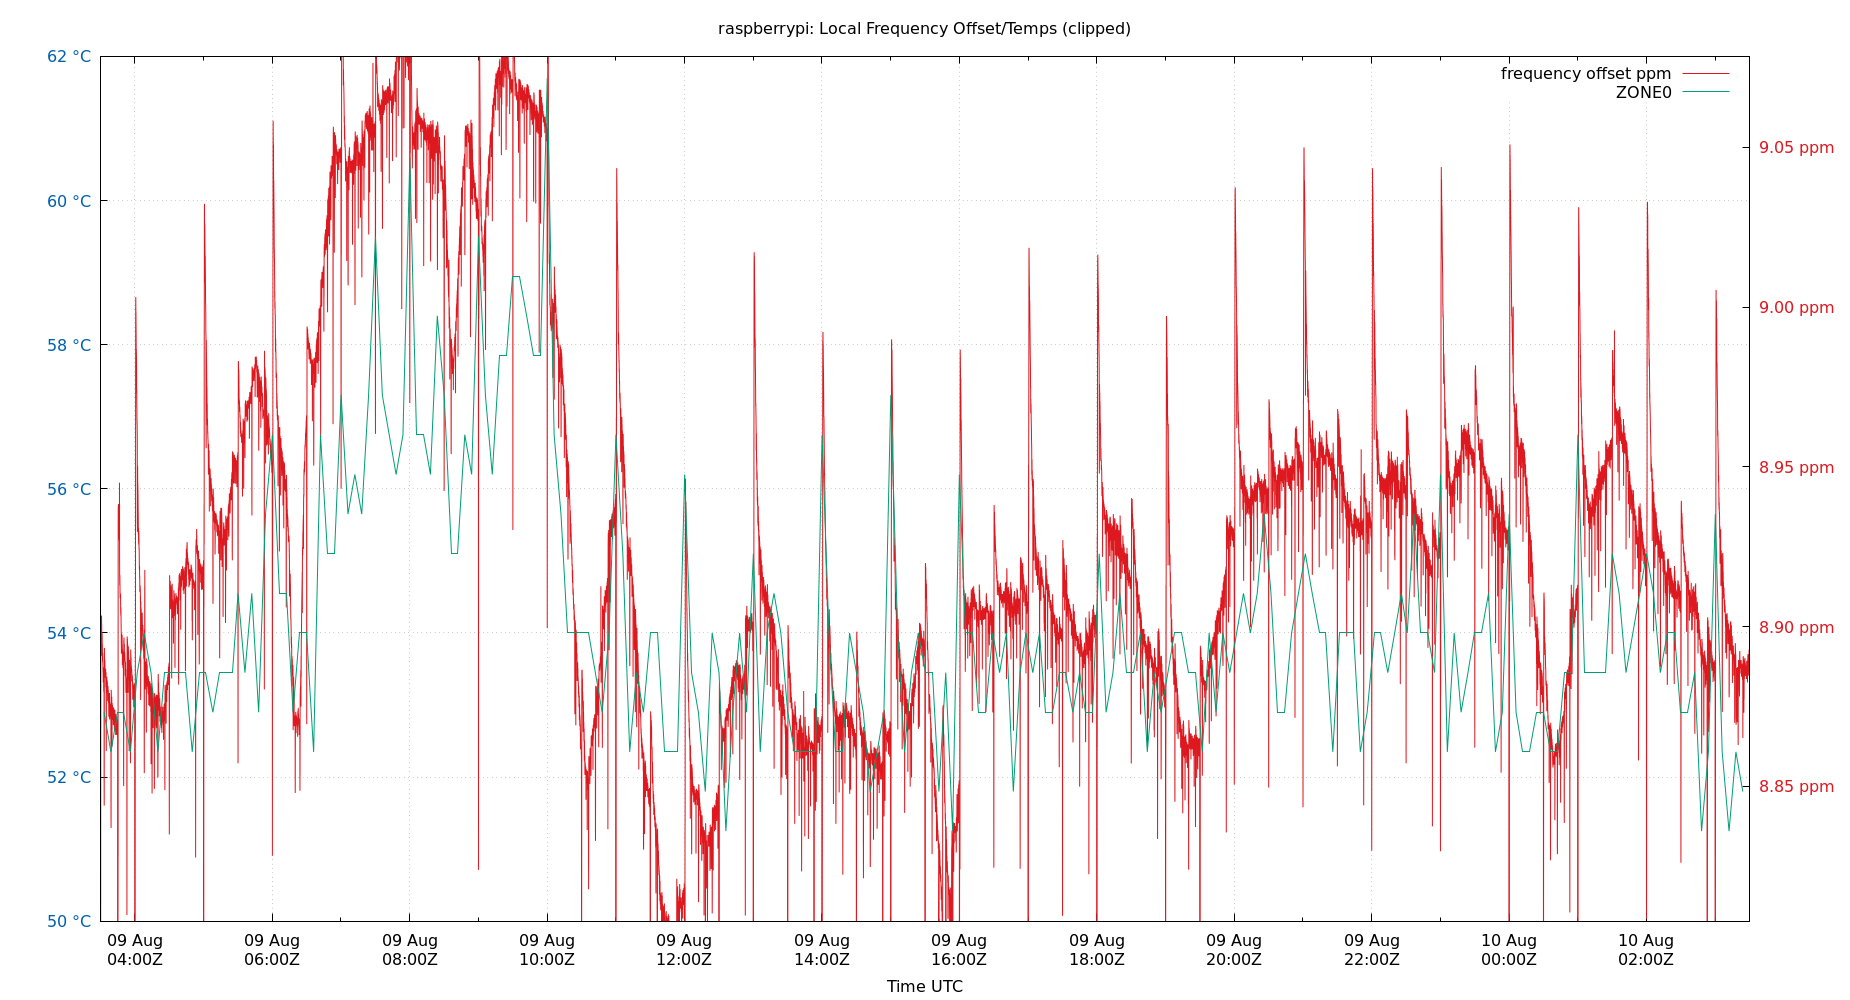 raspberrypi: Local Frequency Offset/Temps (clipped)
62 °C
60 °C
58 °C
56 °C
54 °C
52 °C
50 °C
frequency offset ppm
ZONE0
9.05 ppm
9.00 ppm
8.95 ppm
8.90 ppm
8.85 ppm
09 Aug 09 Aug 09 Aug 09 Aug 09 Aug 09 Aug 09 Aug 09 Aug 09 Aug 09 Aug 10 Aug 10 Aug
04:00Z 06:00Z 08:00Z 10:00Z 12:00Z 14:00Z 16:00Z 18:00Z 20:00Z 22:00Z 00:00Z 02:00Z
Time UTC